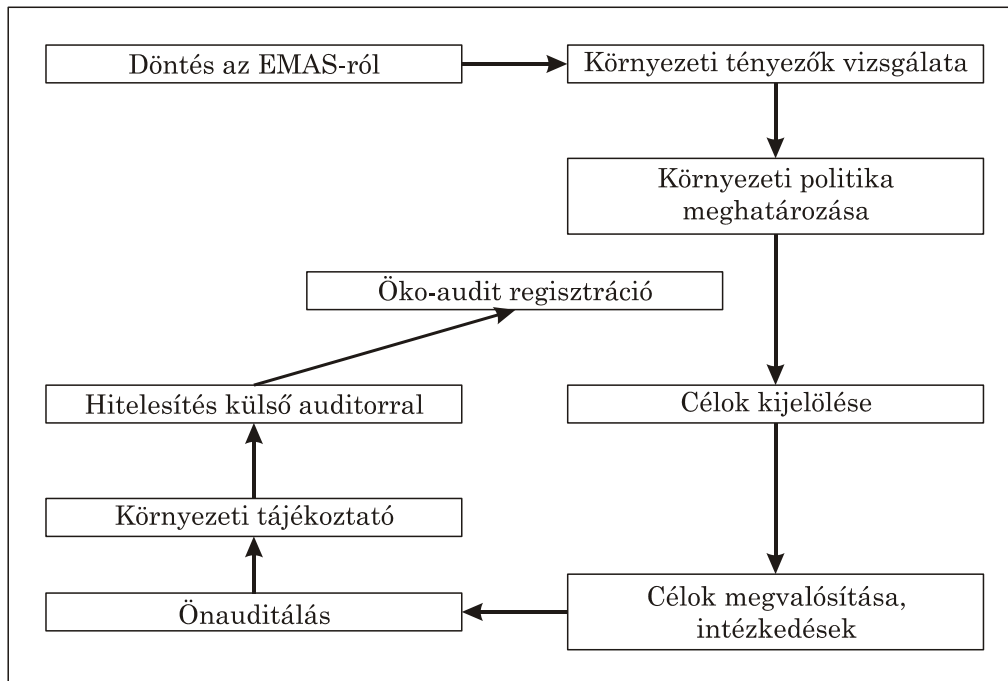 Döntés az EMAS-ról
Környezeti tényezők vizsgálata
Környezeti politika
meghatározása
Öko-audit regisztráció
Hitelesítés külső auditorral
Célok kijelölése
Környezeti tájékoztató
Önauditálás
Célok megvalósítása,
intézkedések